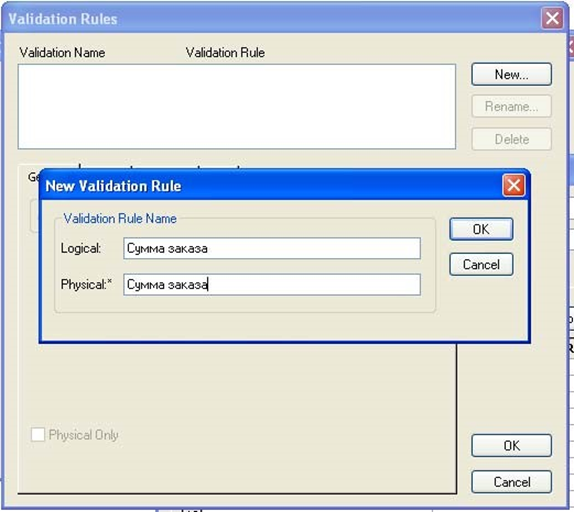 Validation Rules
Validation Name Validation Rule
New...
Rename...
Delete
Ge
New Validation Rule
Validation Rule Name
Logical: Сумма заказа
OK
Physical:* Сумма заказа
Cancel
Physical Only
OK
Cancel